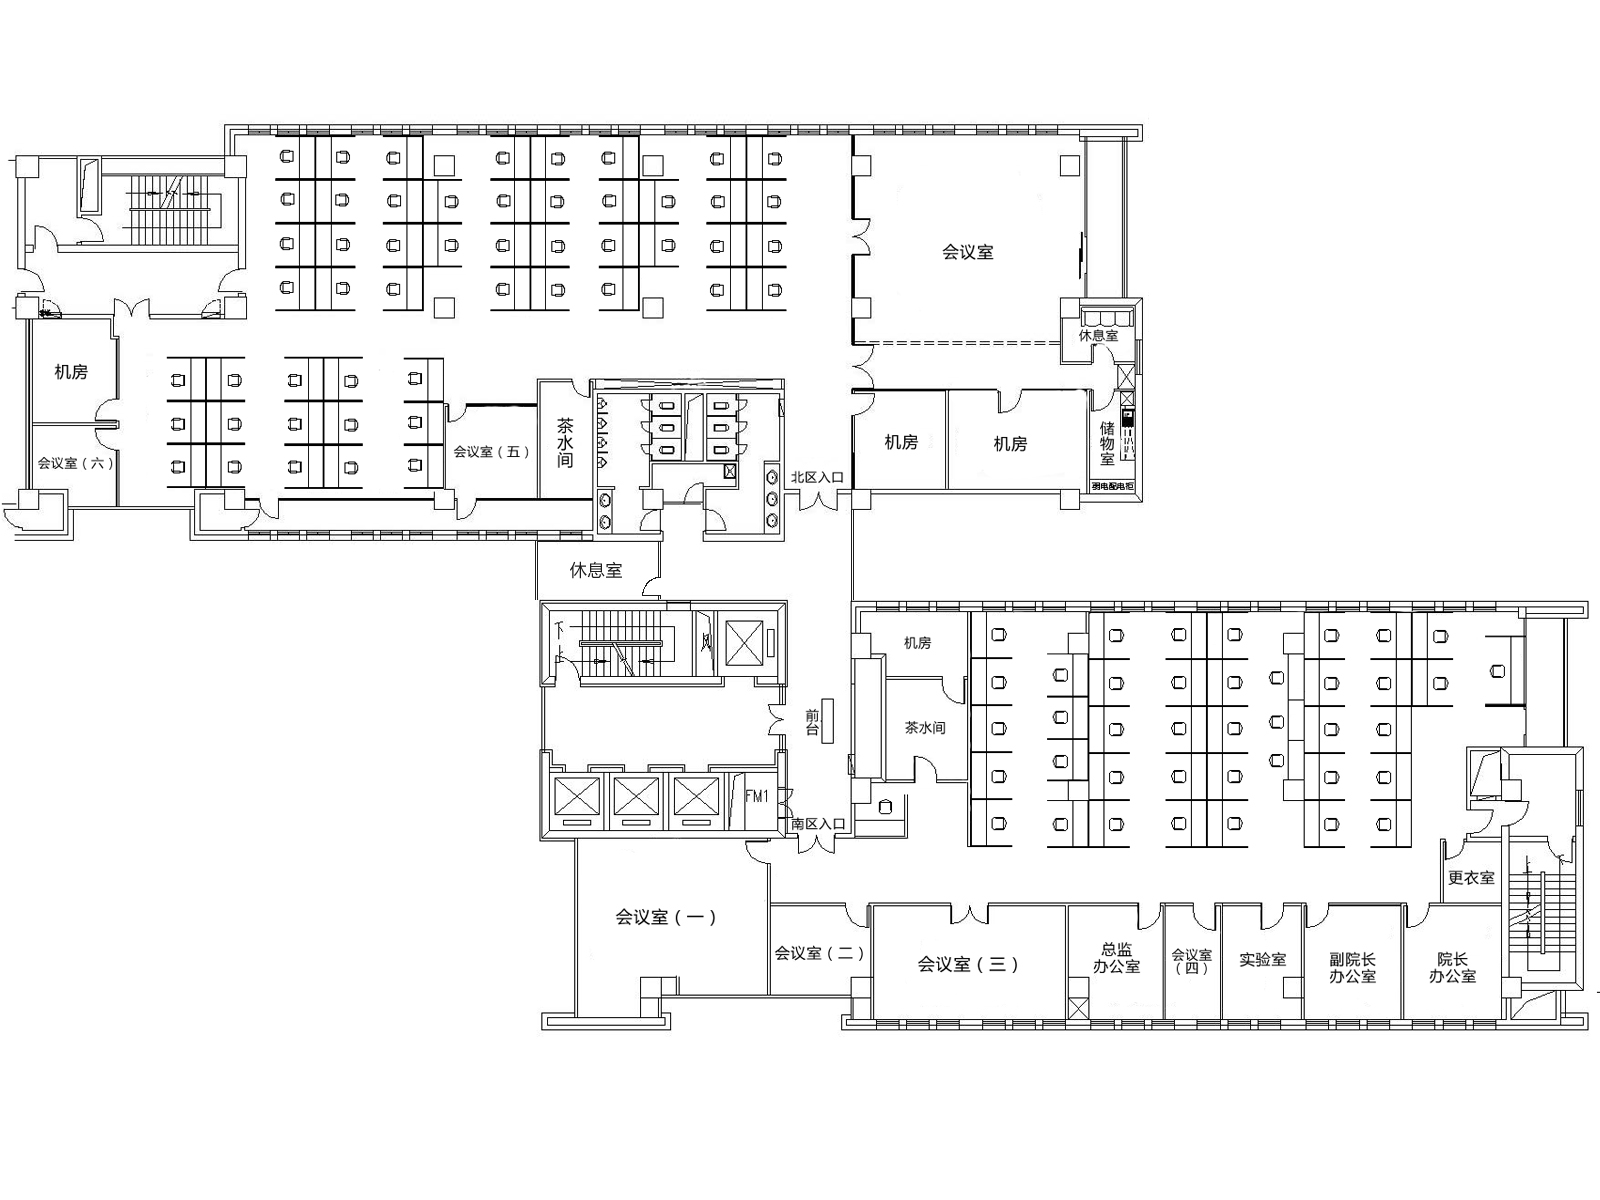 会议室
休息室
机房
会议室（六）
会议室（五）
茶水间
机房
机房
储物室
弱电配电柜
北区入口
休息室
下
上
风
机房
前台
茶水间
FM1
南区入口
更衣室
上
会议室（一）
会议室（二）
会议室（三）
总监
办公室
会议室
（四）
实验室
副院长
办公室
院长
办公室